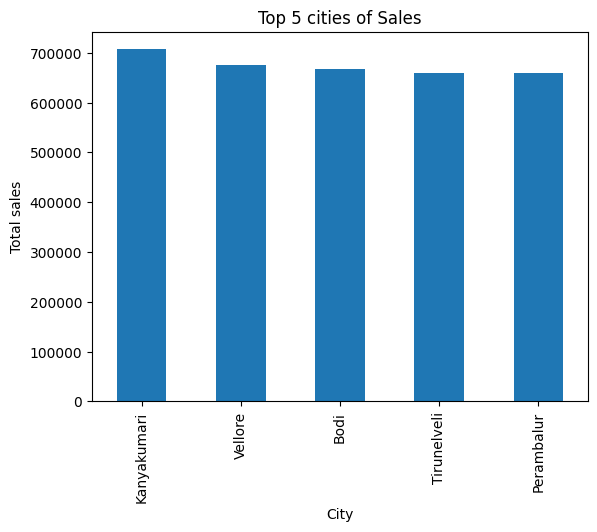 Top 5 cities of Sales
Total sales
700000
600000
500000
400000
300000
200000
100000
0
Kanyakumari
Vellore
Bodi
Tirunelveli
Perambalur
City